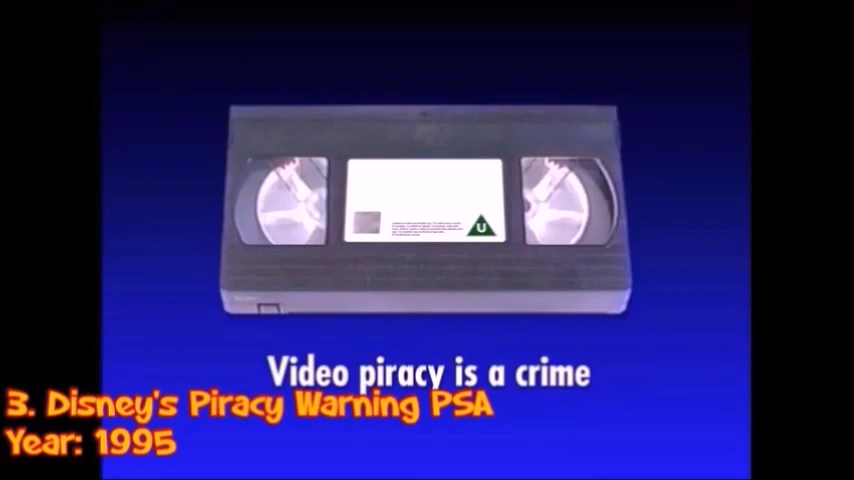 U
Video piracy is a crime
3. Disney's Piracy Warning PSA
Year: 1995